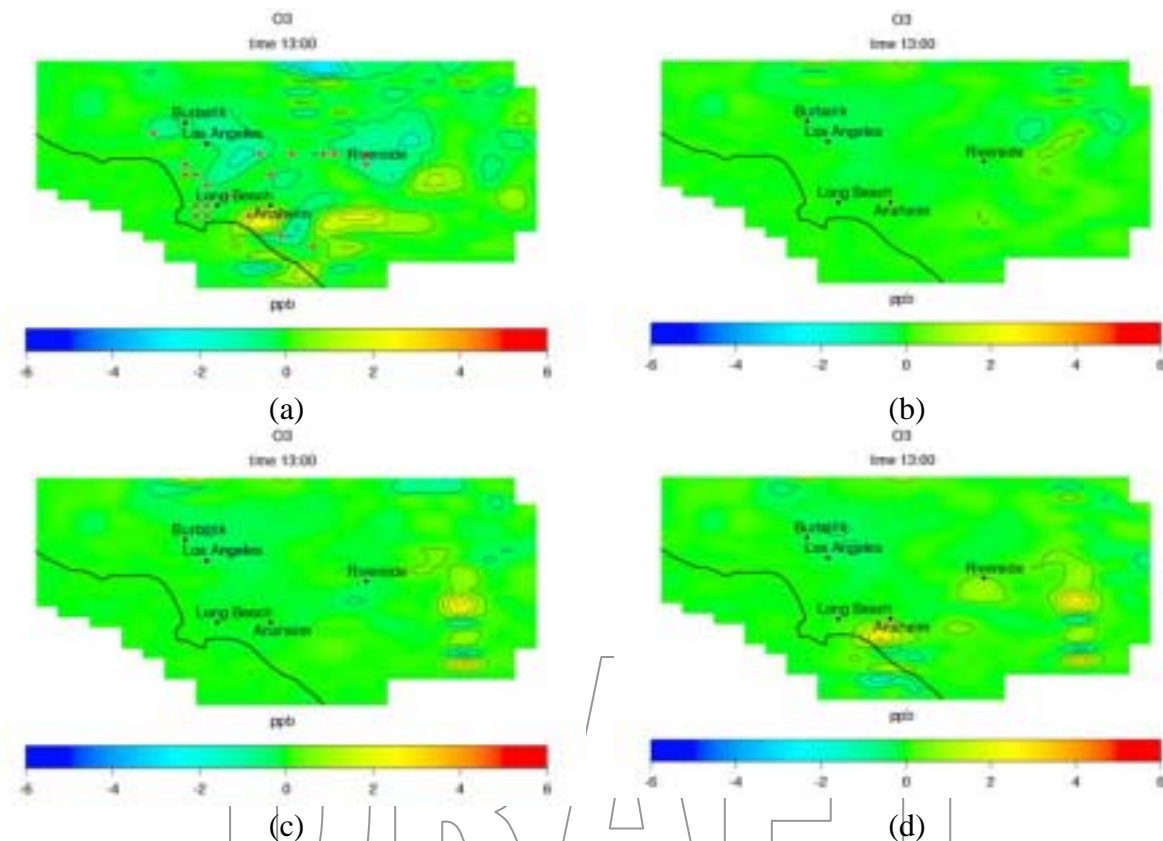 O3
time 13:00
Burbank
Los Angeles
Riverside
Long Beach
Anaheim
ppb
-6 -4 -2 0 2 4 6
(a)
O3
time 13:00
Burbank
Los Angeles
Riverside
Long Beach
Anaheim
ppb
-6 -4 -2 0 2 4 6
(b)
O3
time 13:00
Burbank
Los Angeles
Riverside
Long Beach
Anaheim
ppb
-6 -4 -2 0 2 4 6
(c)
O3
time 13:00
Burbank
Los Angeles
Riverside
Long Beach
Anaheim
ppb
-6 -4 -2 0 2 4 6
(d)